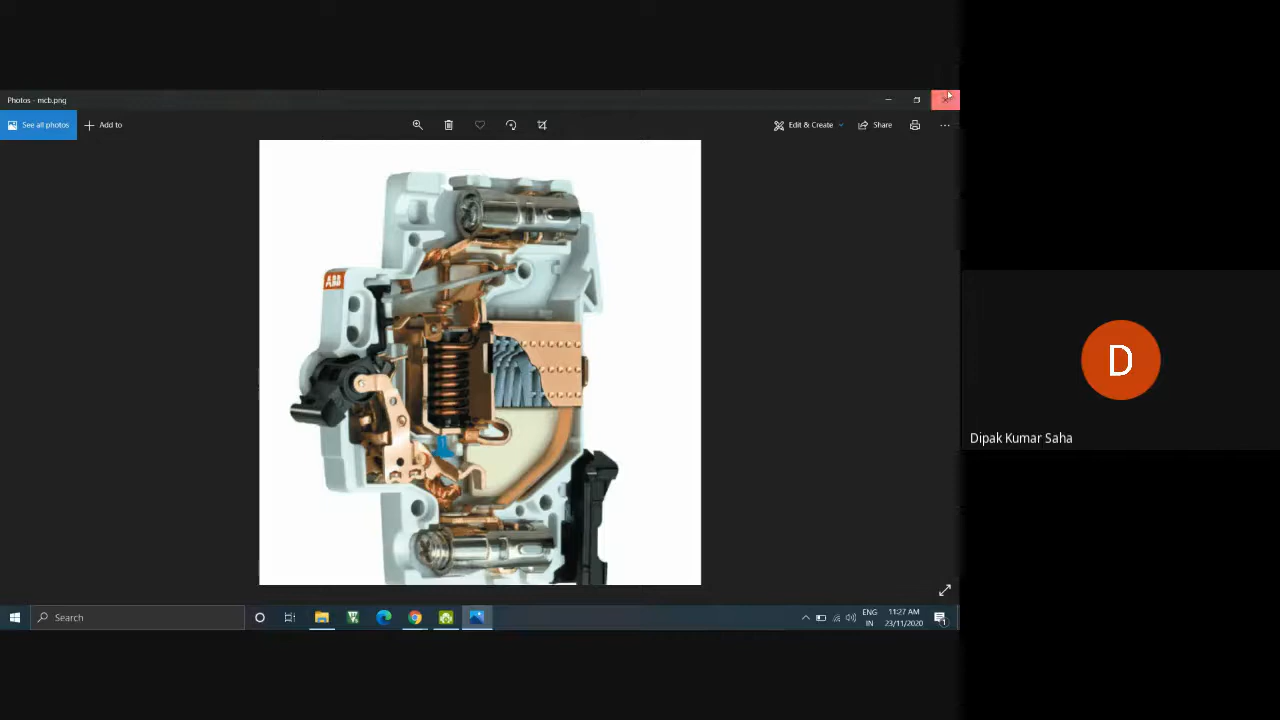 Photos - mcb.png
See all photos
Add to
Edit & Create
Share
ABB
D
Dipak Kumar Saha
Search
ENG
IN
11:27 AM
23/11/2020
1